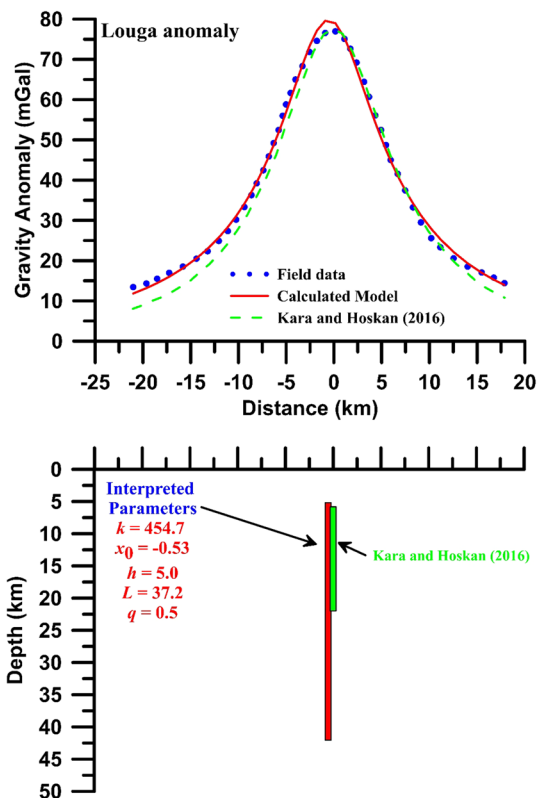 Louga anomaly
Gravity Anomaly (mGal)
80
70
60
50
40
30
20
10
0
Field data
Calculated Model
Kara and Hoskan (2016)
-25 -20 -15 -10 -5 0 5 10 15 20
Distance (km)
Depth (km)
0
5
10
15
20
25
30
35
40
45
50
Interpreted
Parameters
k = 454.7
x0 = -0.53
h = 5.0
L = 37.2
q = 0.5
Kara and Hoskan (2016)